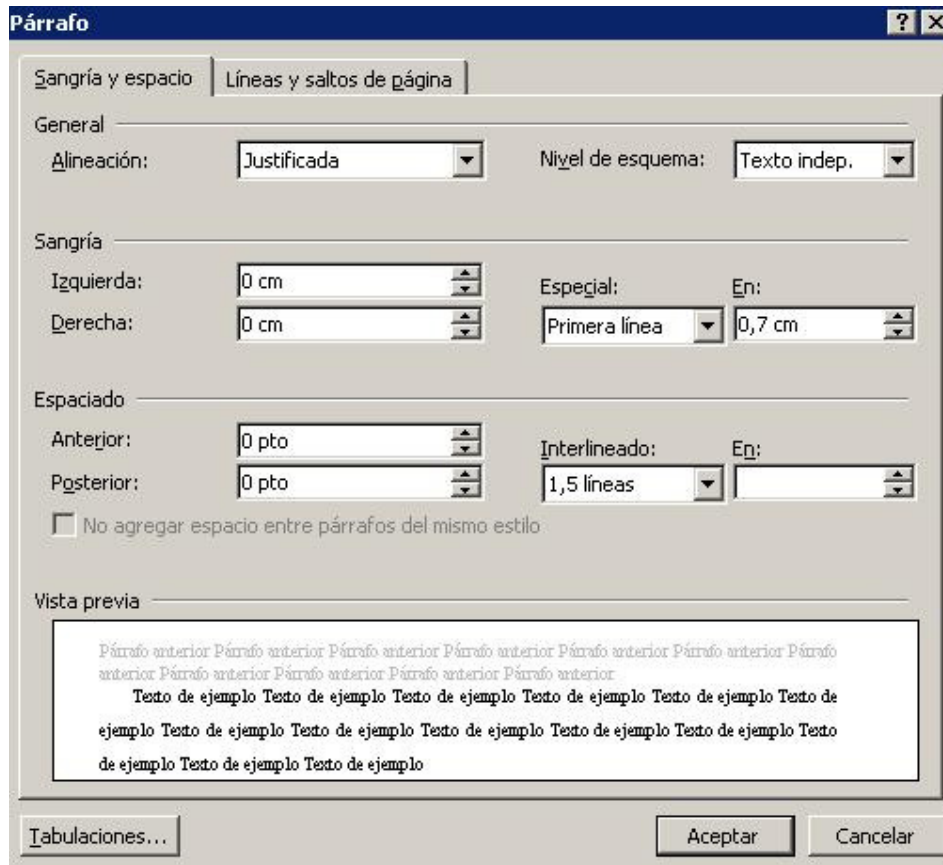 Párrafo
Sangría y espacio Líneas y saltos de página
General
Alineación: Justificada Nivel de esquema: Texto indep.
Sangría
Izquierda: 0 cm Especial: En:
Derecha: 0 cm Primera línea 0,7 cm
Espaciado
Anterior: 0 pto Interlineado: En:
Posterior: 0 pto 1,5 líneas
No agregar espacio entre párrafos del mismo estilo
Vista previa
Párrafo anterior Párrafo anterior Párrafo anterior Párrafo anterior Párrafo anterior Párrafo anterior Párrafo
anterior Párrafo anterior Párrafo anterior Párrafo anterior Párrafo anterior
Texto de ejemplo Texto de ejemplo Texto de ejemplo Texto de ejemplo Texto de ejemplo Texto de
ejemplo Texto de ejemplo Texto de ejemplo Texto de ejemplo Texto de ejemplo Texto de ejemplo Texto
de ejemplo Texto de ejemplo Texto de ejemplo
Tabulaciones... Aceptar Cancelar